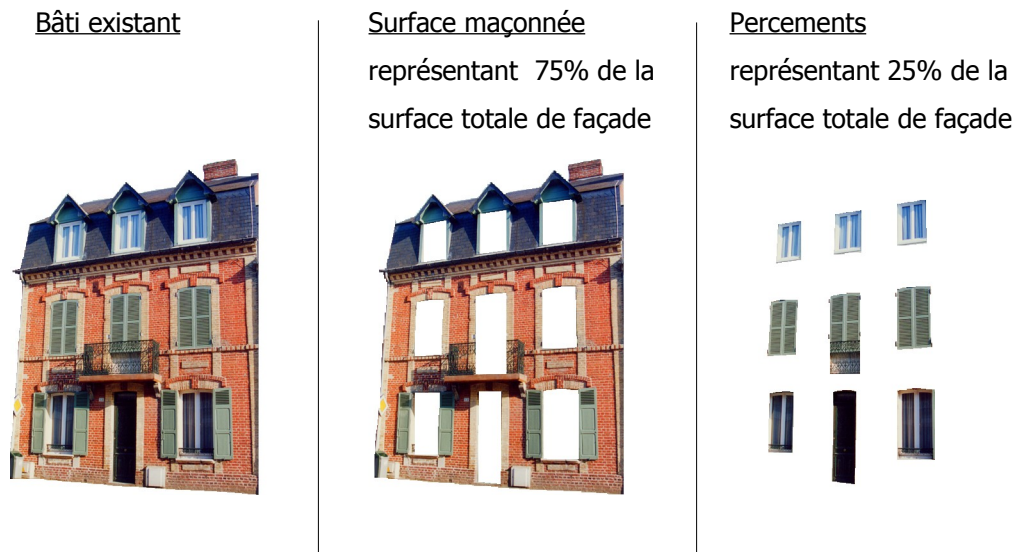 Bâti existant
Surface maçonnée
représentant 75% de la
surface totale de façade
Percements
représentant 25% de la
surface totale de façade